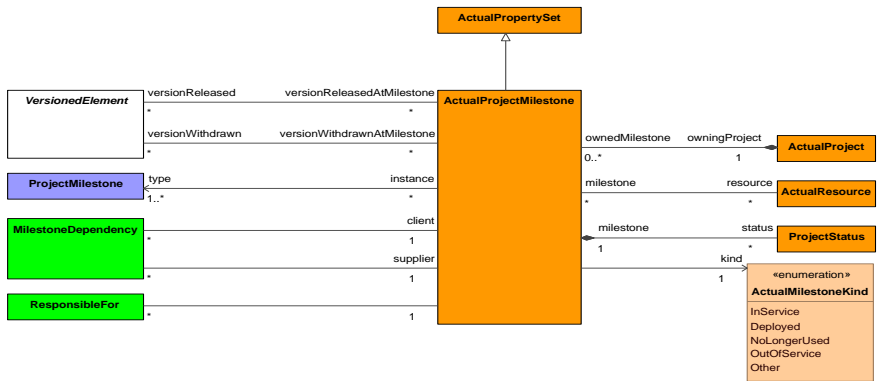 ActualPropertySet
VersionedElement
versionReleased
versionReleasedAtMilestone
*
*
versionWithdrawn
versionWithdrawnAtMilestone
*
*
ActualProjectMilestone
ownedMilestone
owningProject
0..*
1
ActualProject
ProjectMilestone
type
instance
1..*
*
milestone
resource
*
*
ActualResource
MilestoneDependency
client
*
1
supplier
*
1
milestone
status
1
*
ProjectStatus
kind
1
«enumeration»
ActualMilestoneKind
InService
Deployed
NoLongerUsed
OutOfService
Other
ResponsibleFor
*
1